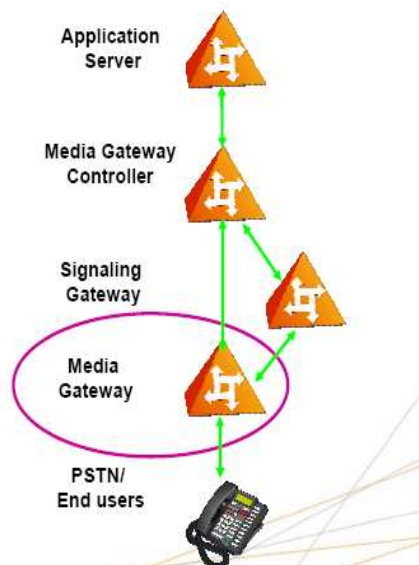 Application
Server
Media Gateway
Controller
Signaling
Gateway
Media
Gateway
PSTN/
End users